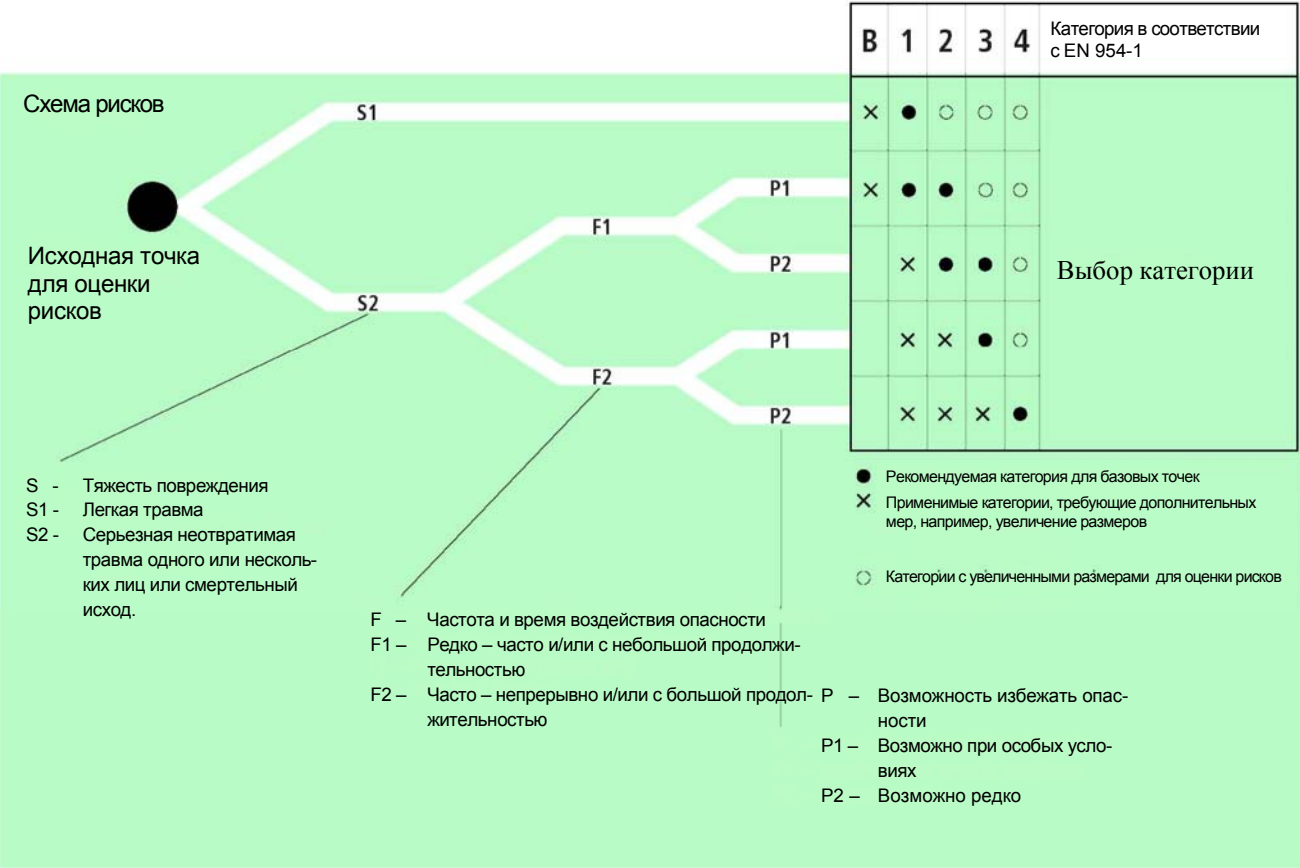 B 1 2 3 4
Категория в соответствии
с EN 954-1
Схема рисков
S1
× ● ○ ○ ○
P1
× ● ● ○ ○
F1
Исходная точка
для оценки
рисков
P2
× ● ● ○
Выбор категории
S2
P1
× × ● ○
F2
P2
× × × ●
S - Тяжесть повреждения
S1 - Легкая травма
S2 - Серьезная неотвратимая
травма одного или несколь-
ких лиц или смертельный
исход.
● Рекомендуемая категория для базовых точек
× Применимые категории, требующие дополнительных
мер, например, увеличение размеров
○ Категории с увеличенными размерами для оценки рисков
F – Частота и время воздействия опасности
F1 – Редко – часто и/или с небольшой продолжи-
тельностью
F2 – Часто – непрерывно и/или с большой продол-
жительностью
P – Возможность избежать опас-
ности
P1 – Возможно при особых усло-
виях
P2 – Возможно редко